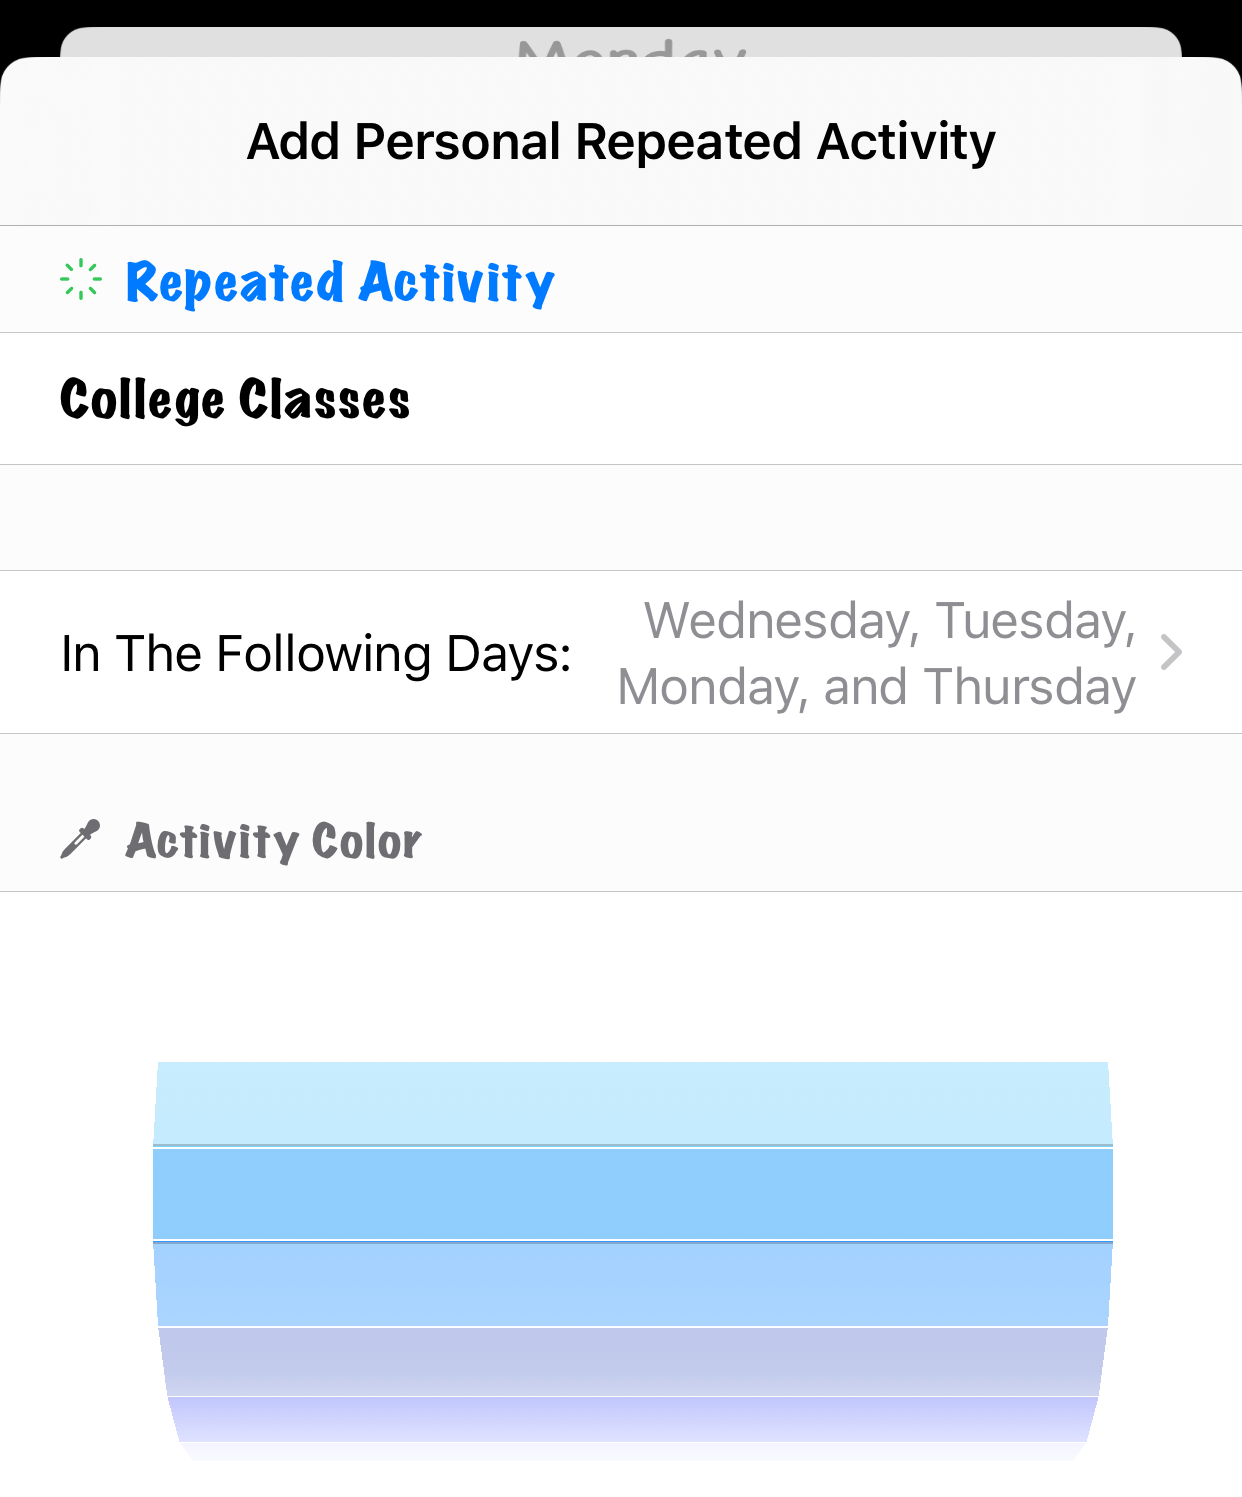 Monday
Add Personal Repeated Activity
Repeated Activity
College Classes
In The Following Days:
Wednesday, Tuesday,
Monday, and Thursday
Activity Color